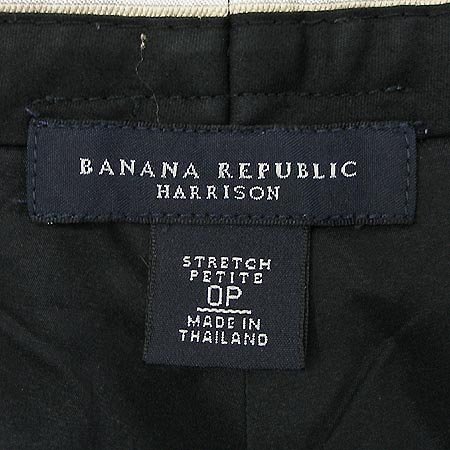 BANANA REPUBLIC
HARRISON
STRETCH
PETITE
0P
MADE IN
THAILAND